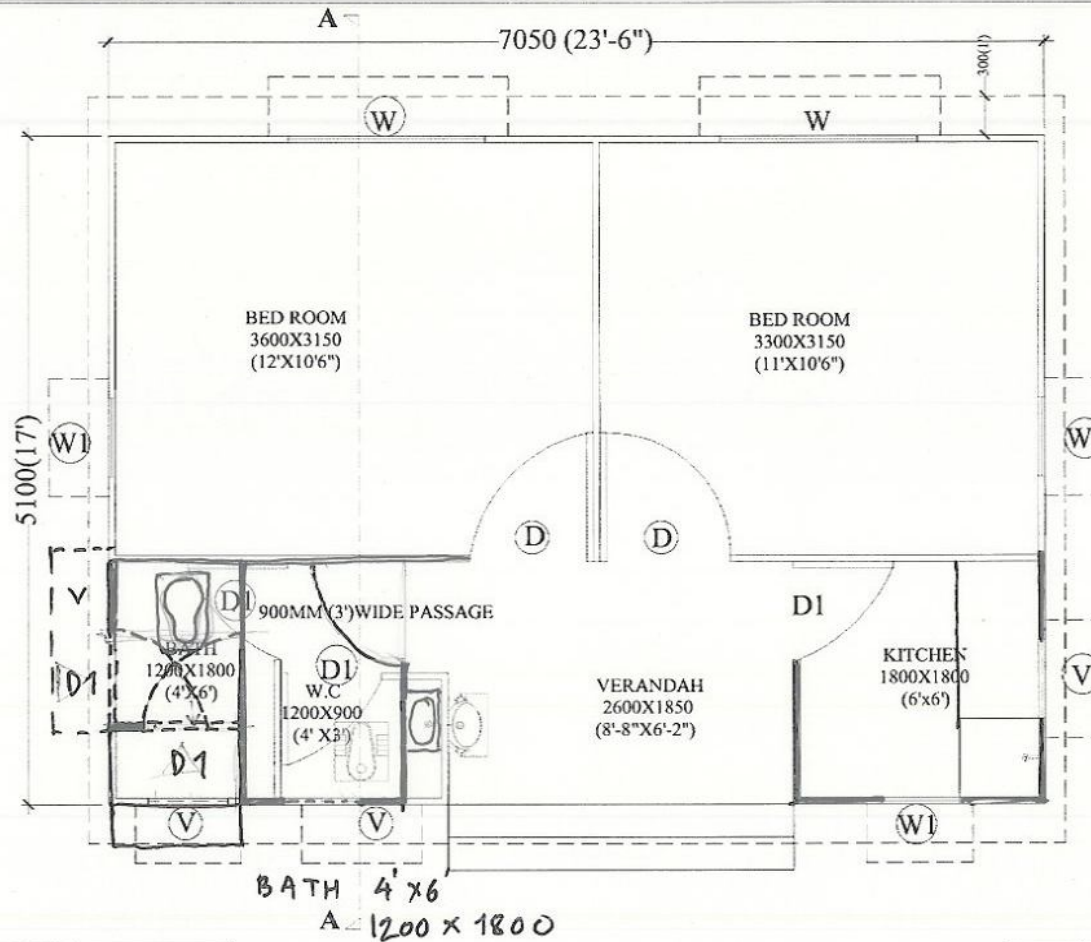 A
7050 (23'-6")
300(1')
W
W
BED ROOM
3600X3150
(12'X10'6")
BED ROOM
3300X3150
(11'X10'6")
5100(17')
W1
W
D
D
V
D1
900MM (3')WIDE PASSAGE
D1
BATH
1200X1800
(4'X6')
D1
D1
W.C
1200X900
(4' X3')
VERANDAH
2600X1850
(8'-8"X6'-2")
KITCHEN
1800X1800
(6'x6')
V
D1
V
V
W1
BATH 4' X6'
A 1200 X 1800